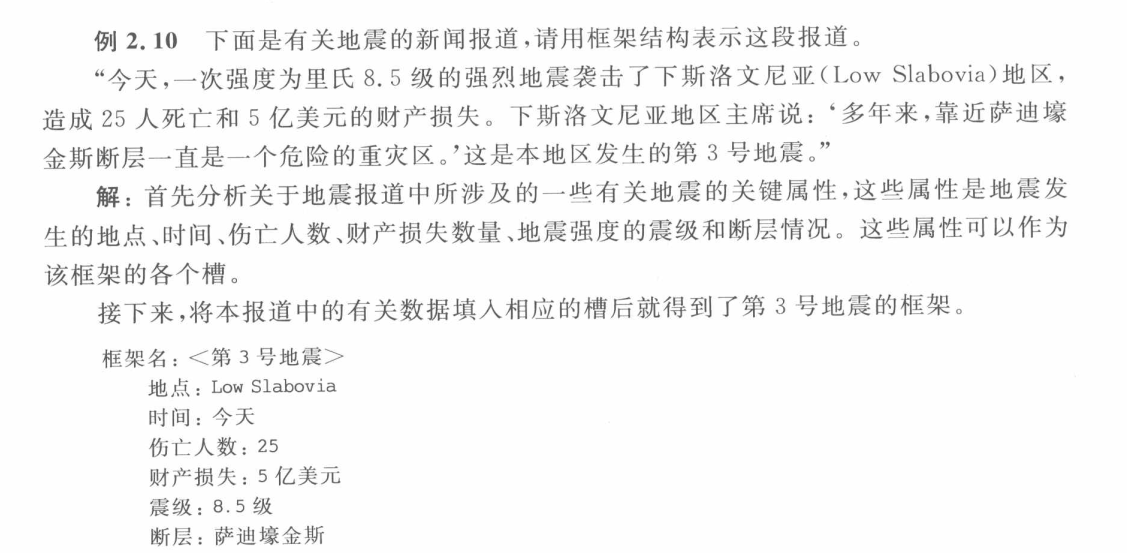 例 2.10 下面是有关地震的新闻报道,请用框架结构表示这段报道。
“今天,一次强度为里氏 8.5 级的强烈地震袭击了下斯洛文尼亚(Low Slabovia)地区,
造成 25 人死亡和 5 亿美元的财产损失。下斯洛文尼亚地区主席说:‘多年来,靠近萨迪壕
金斯断层一直是一个危险的重灾区。’这是本地区发生的第 3 号地震。”
解:首先分析关于地震报道中所涉及的一些有关地震的关键属性,这些属性是地震发
生的地点、时间、伤亡人数、财产损失数量、地震强度的震级和断层情况。这些属性可以作为
该框架的各个槽。
接下来,将本报道中的有关数据填入相应的槽后就得到了第 3 号地震的框架。
框架名:<第 3 号地震>
地点:Low Slabovia
时间:今天
伤亡人数:25
财产损失:5 亿美元
震级:8.5 级
断层:萨迪壕金斯